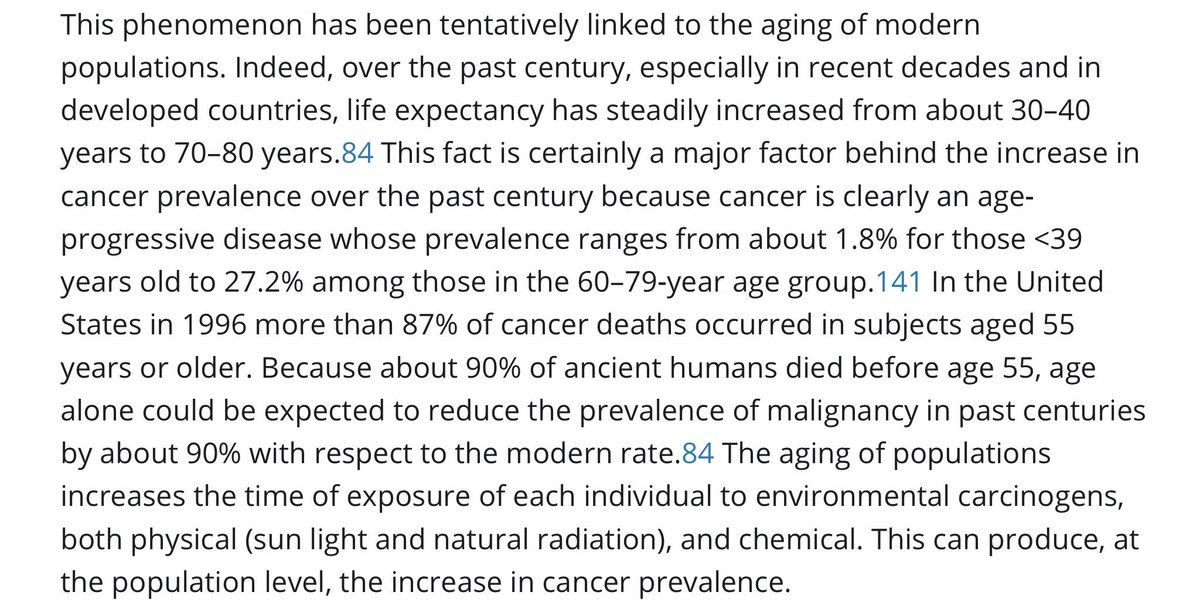 This phenomenon has been tentatively linked to the aging of modern
populations. Indeed, over the past century, especially in recent decades and in
developed countries, life expectancy has steadily increased from about 30–40
years to 70–80 years.84 This fact is certainly a major factor behind the increase in
cancer prevalence over the past century because cancer is clearly an age-
progressive disease whose prevalence ranges from about 1.8% for those <39
years old to 27.2% among those in the 60–79-year age group.141 In the United
States in 1996 more than 87% of cancer deaths occurred in subjects aged 55
years or older. Because about 90% of ancient humans died before age 55, age
alone could be expected to reduce the prevalence of malignancy in past centuries
by about 90% with respect to the modern rate.84 The aging of populations
increases the time of exposure of each individual to environmental carcinogens,
both physical (sun light and natural radiation), and chemical. This can produce, at
the population level, the increase in cancer prevalence.